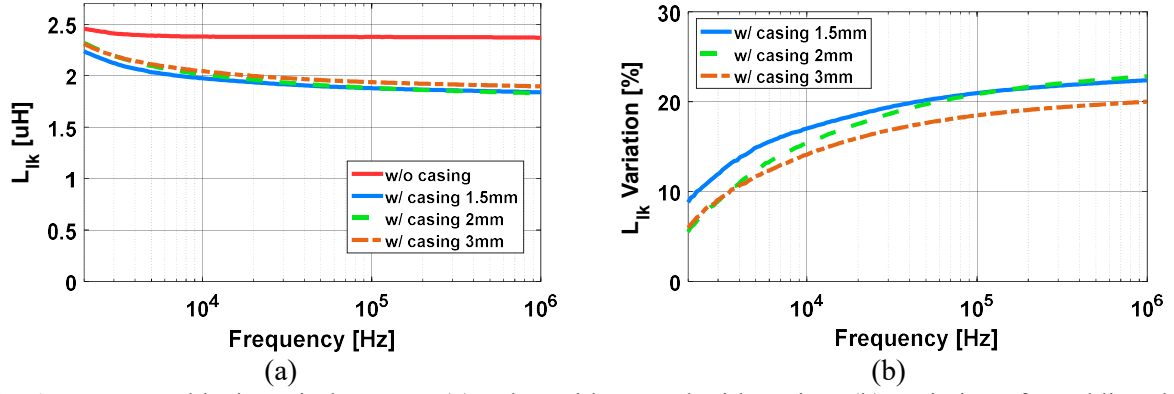 2.5
2
1.5
1
0.5
0
L_lk [uH]
w/o casing
w/ casing 1.5mm
w/ casing 2mm
w/ casing 3mm
10^4
10^5
10^6
Frequency [Hz]
(a)
30
20
10
0
L_lk Variation [%]
w/ casing 1.5mm
w/ casing 2mm
w/ casing 3mm
10^4
10^5
10^6
Frequency [Hz]
(b)